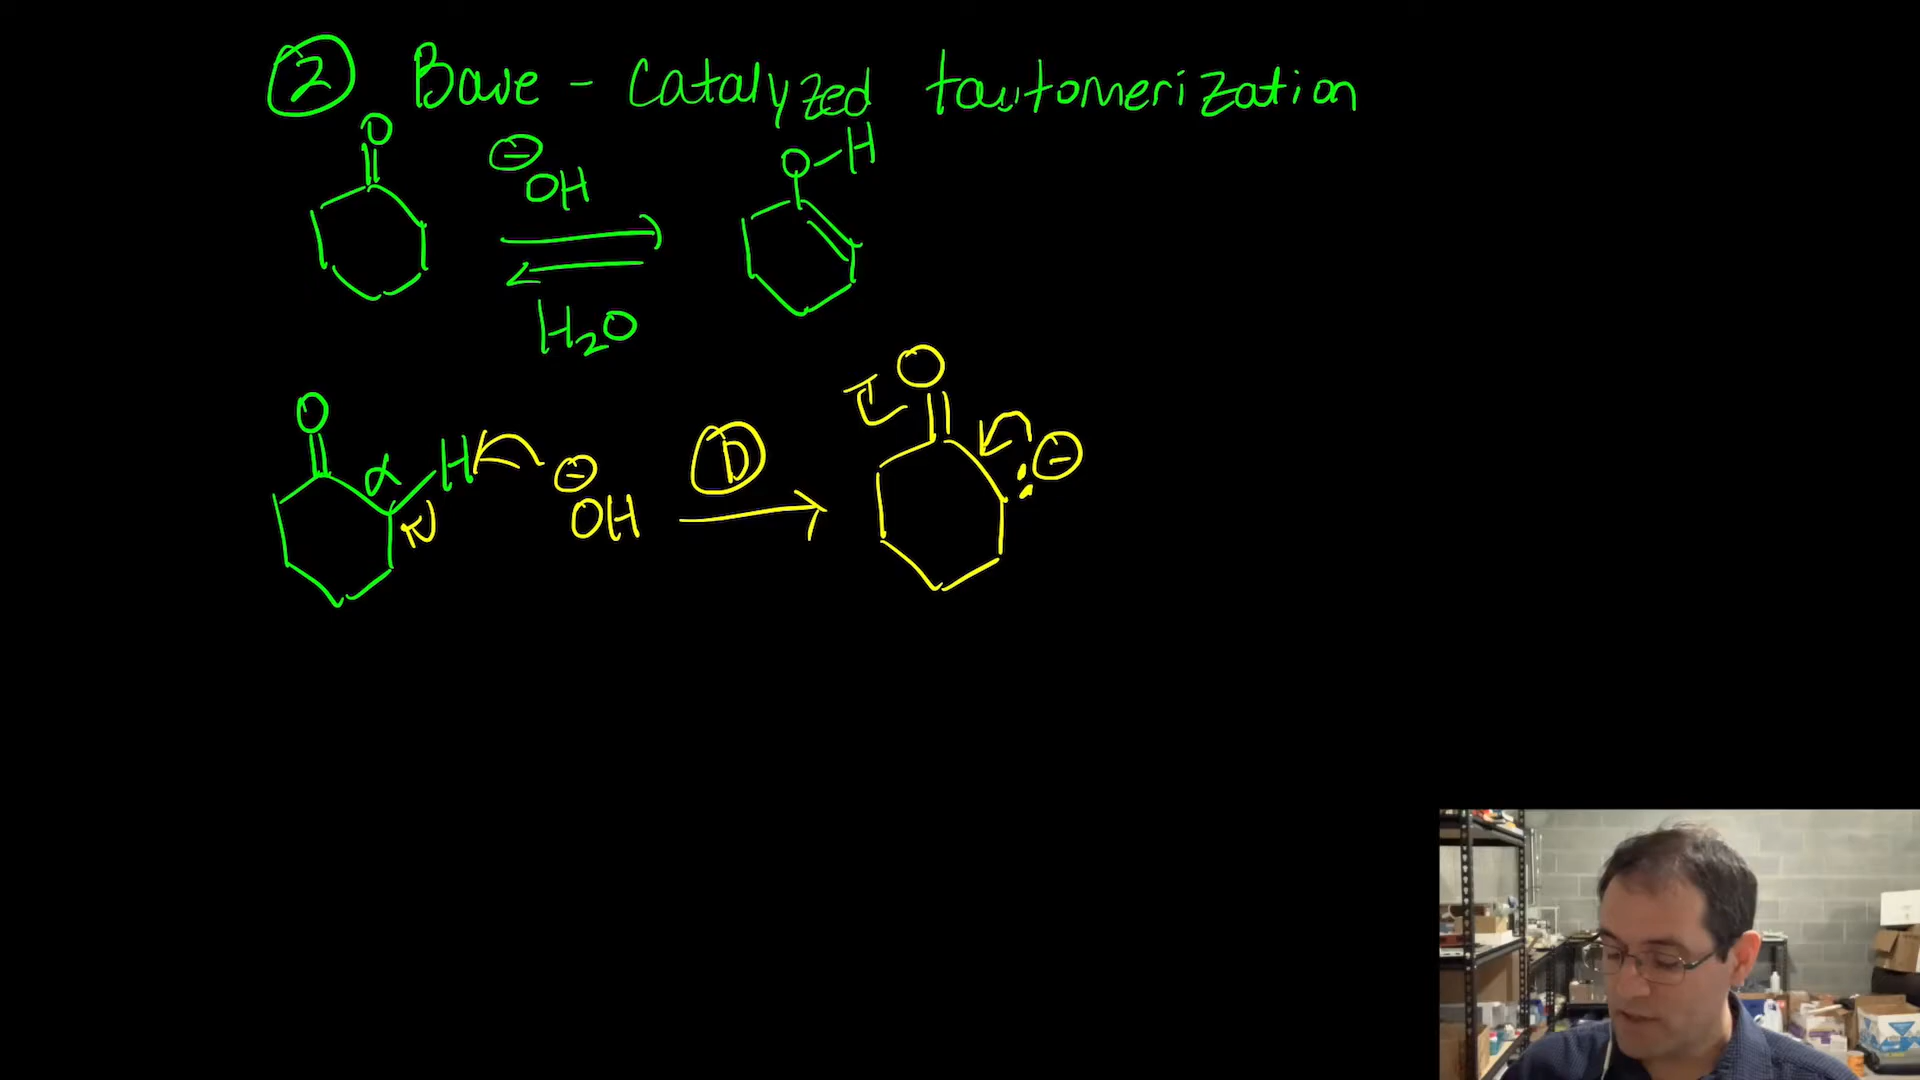 ② Base - Catalyzed tautomerization
O
⊖
OH
O-H
H₂O
O
O
α
H
⊖
OH
Ⓓ
:⊖